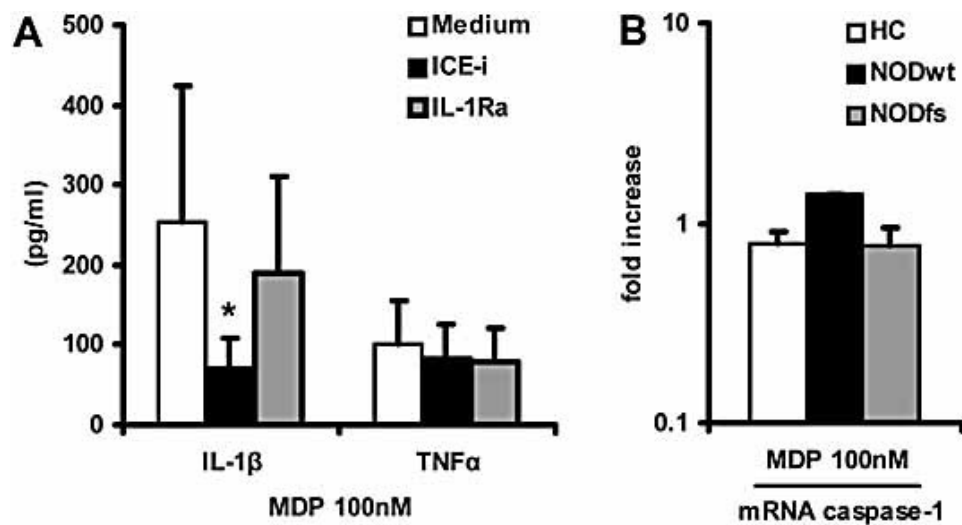 A
500
400
300
200
100
0
(pg/ml)
Medium
ICE-i
IL-1Ra
*
IL-1β
TNFα
MDP 100nM
B
10
1
0.1
fold increase
HC
NODwt
NODfs
MDP 100nM
mRNA caspase-1